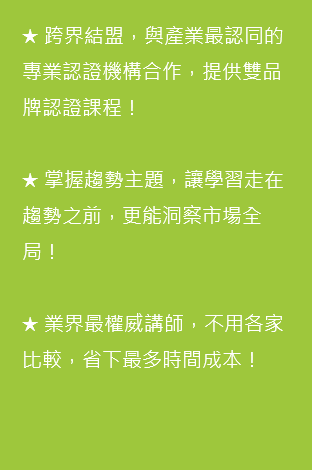 ★ 跨界結盟，與產業最認同的
專業認證機構合作，提供雙品
牌認證課程！
★ 掌握趨勢主題，讓學習走在
趨勢之前，更能洞察市場全
局！
★ 業界最權威講師，不用各家
比較，省下最多時間成本！